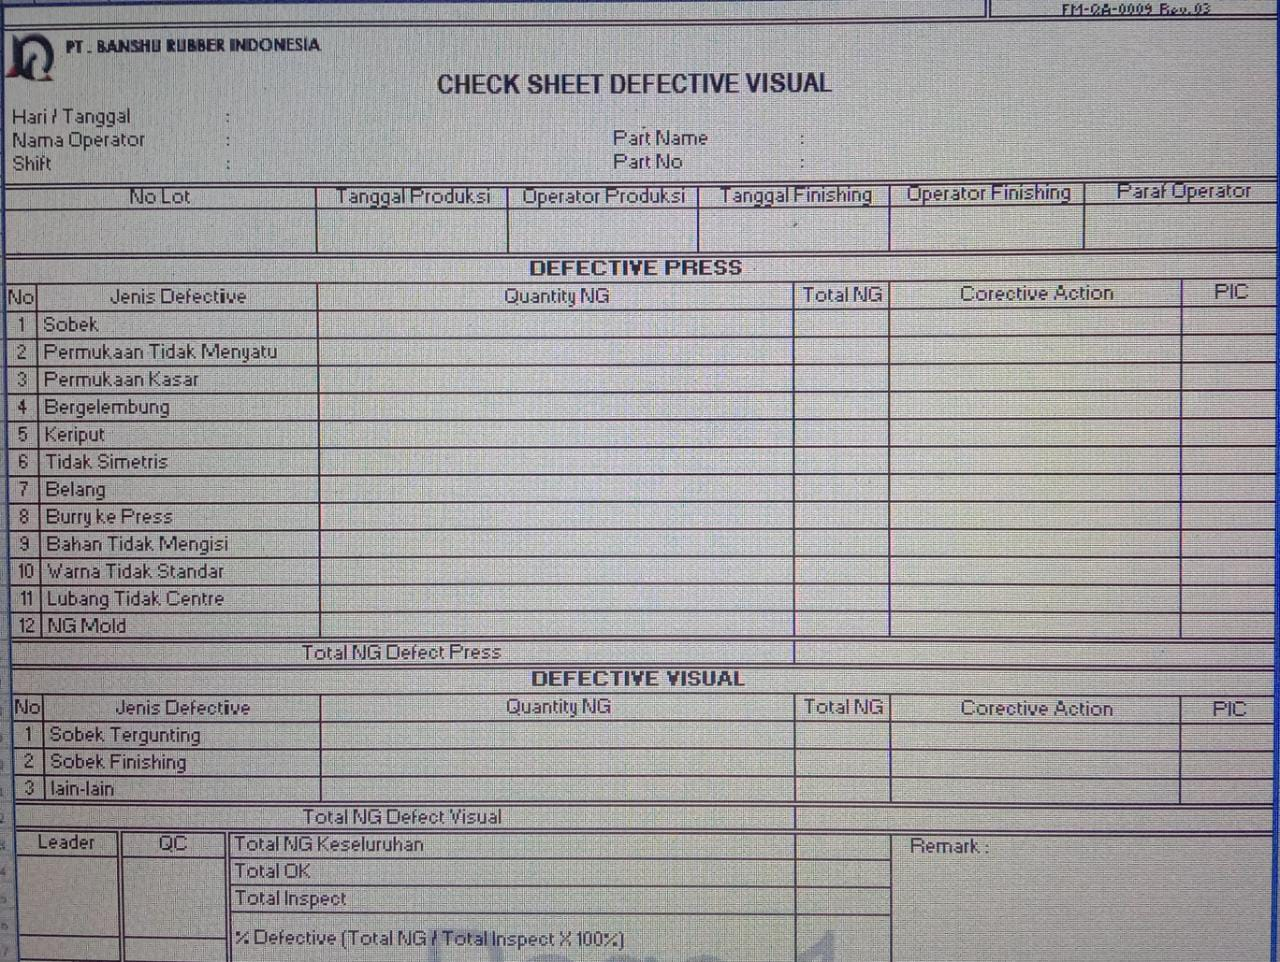 FM-QA-0009 Rev.03
PT. BANSHU RUBBER INDONESIA
CHECK SHEET DEFECTIVE VISUAL
Hari / Tanggal :
Nama Operator : Part Name :
Shift : Part No :
No Lot Tanggal Produksi Operator Produksi Tanggal Finishing Operator Finishing Paraf Operator
DEFECTIVE PRESS
No Jenis Defective Quantity NG Total NG Corective Action PIC
1 Sobek
2 Permukaan Tidak Menyatu
3 Permukaan Kasar
4 Bergelembung
5 Keriput
6 Tidak Simetris
7 Belang
8 Burry ke Press
9 Bahan Tidak Mengisi
10 Warna Tidak Standar
11 Lubang Tidak Centre
12 NG Mold
Total NG Defect Press
DEFECTIVE VISUAL
No Jenis Defective Quantity NG Total NG Corective Action PIC
1 Sobek Tergunting
2 Sobek Finishing
3 lain-lain
Total NG Defect Visual
Leader QC Total NG Keseluruhan Remark :
Total OK
Total Inspect
% Defective (Total NG / Total Inspect X 100%)